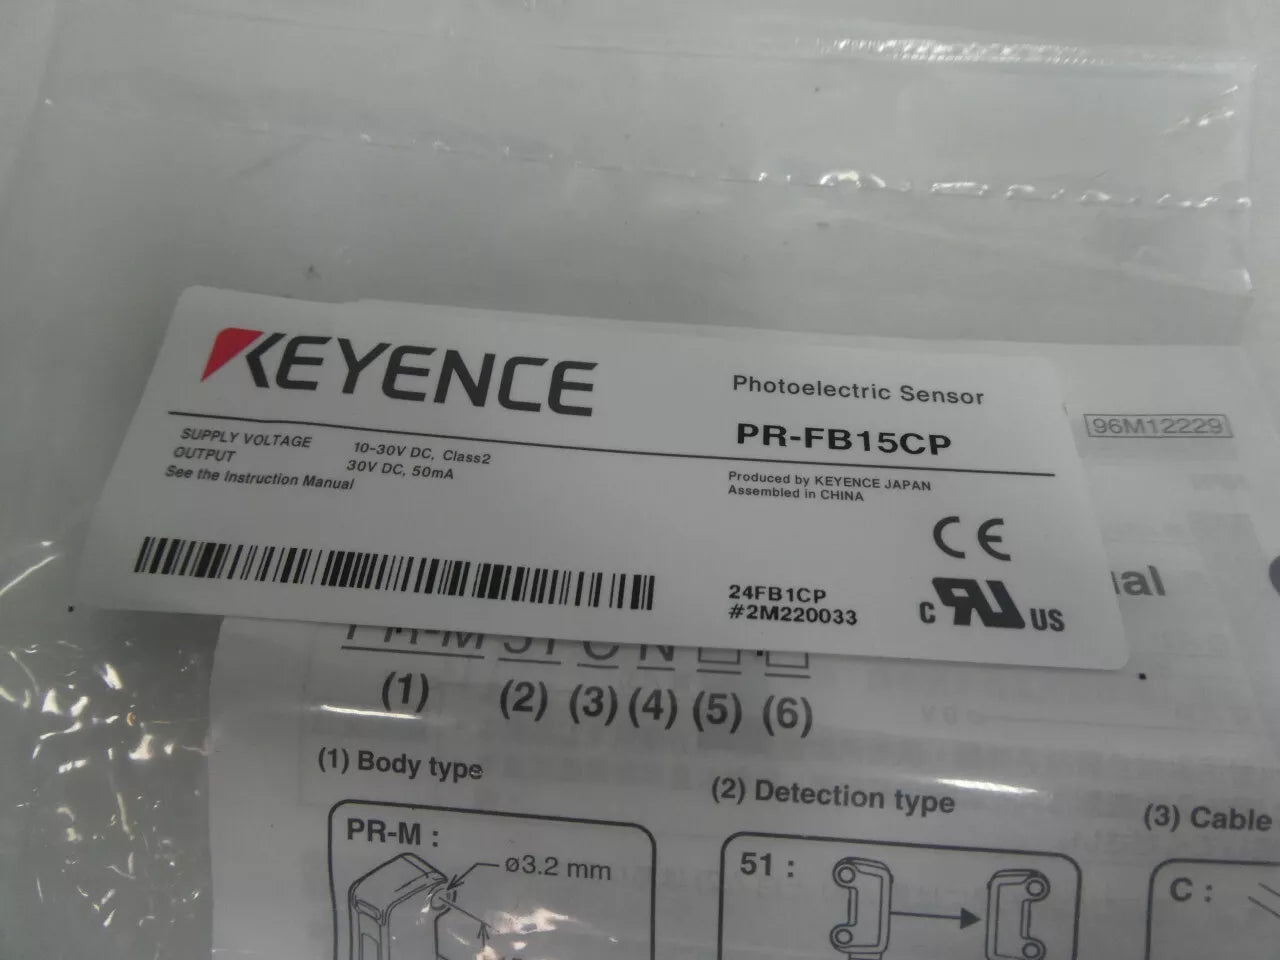 KEYENCE
Photoelectric Sensor
PR-FB15CP
SUPPLY VOLTAGE 10-30V DC, Class2
OUTPUT 30V DC, 50mA
See the Instruction Manual
Produced by KEYENCE JAPAN
Assembled in CHINA
CE
24FB1CP
#2M220033
c RU US
96M12229
ual
(1) (2) (3) (4) (5) (6)
(1) Body type
(2) Detection type
(3) Cable
PR-M :
ø3.2 mm
51 :
C :